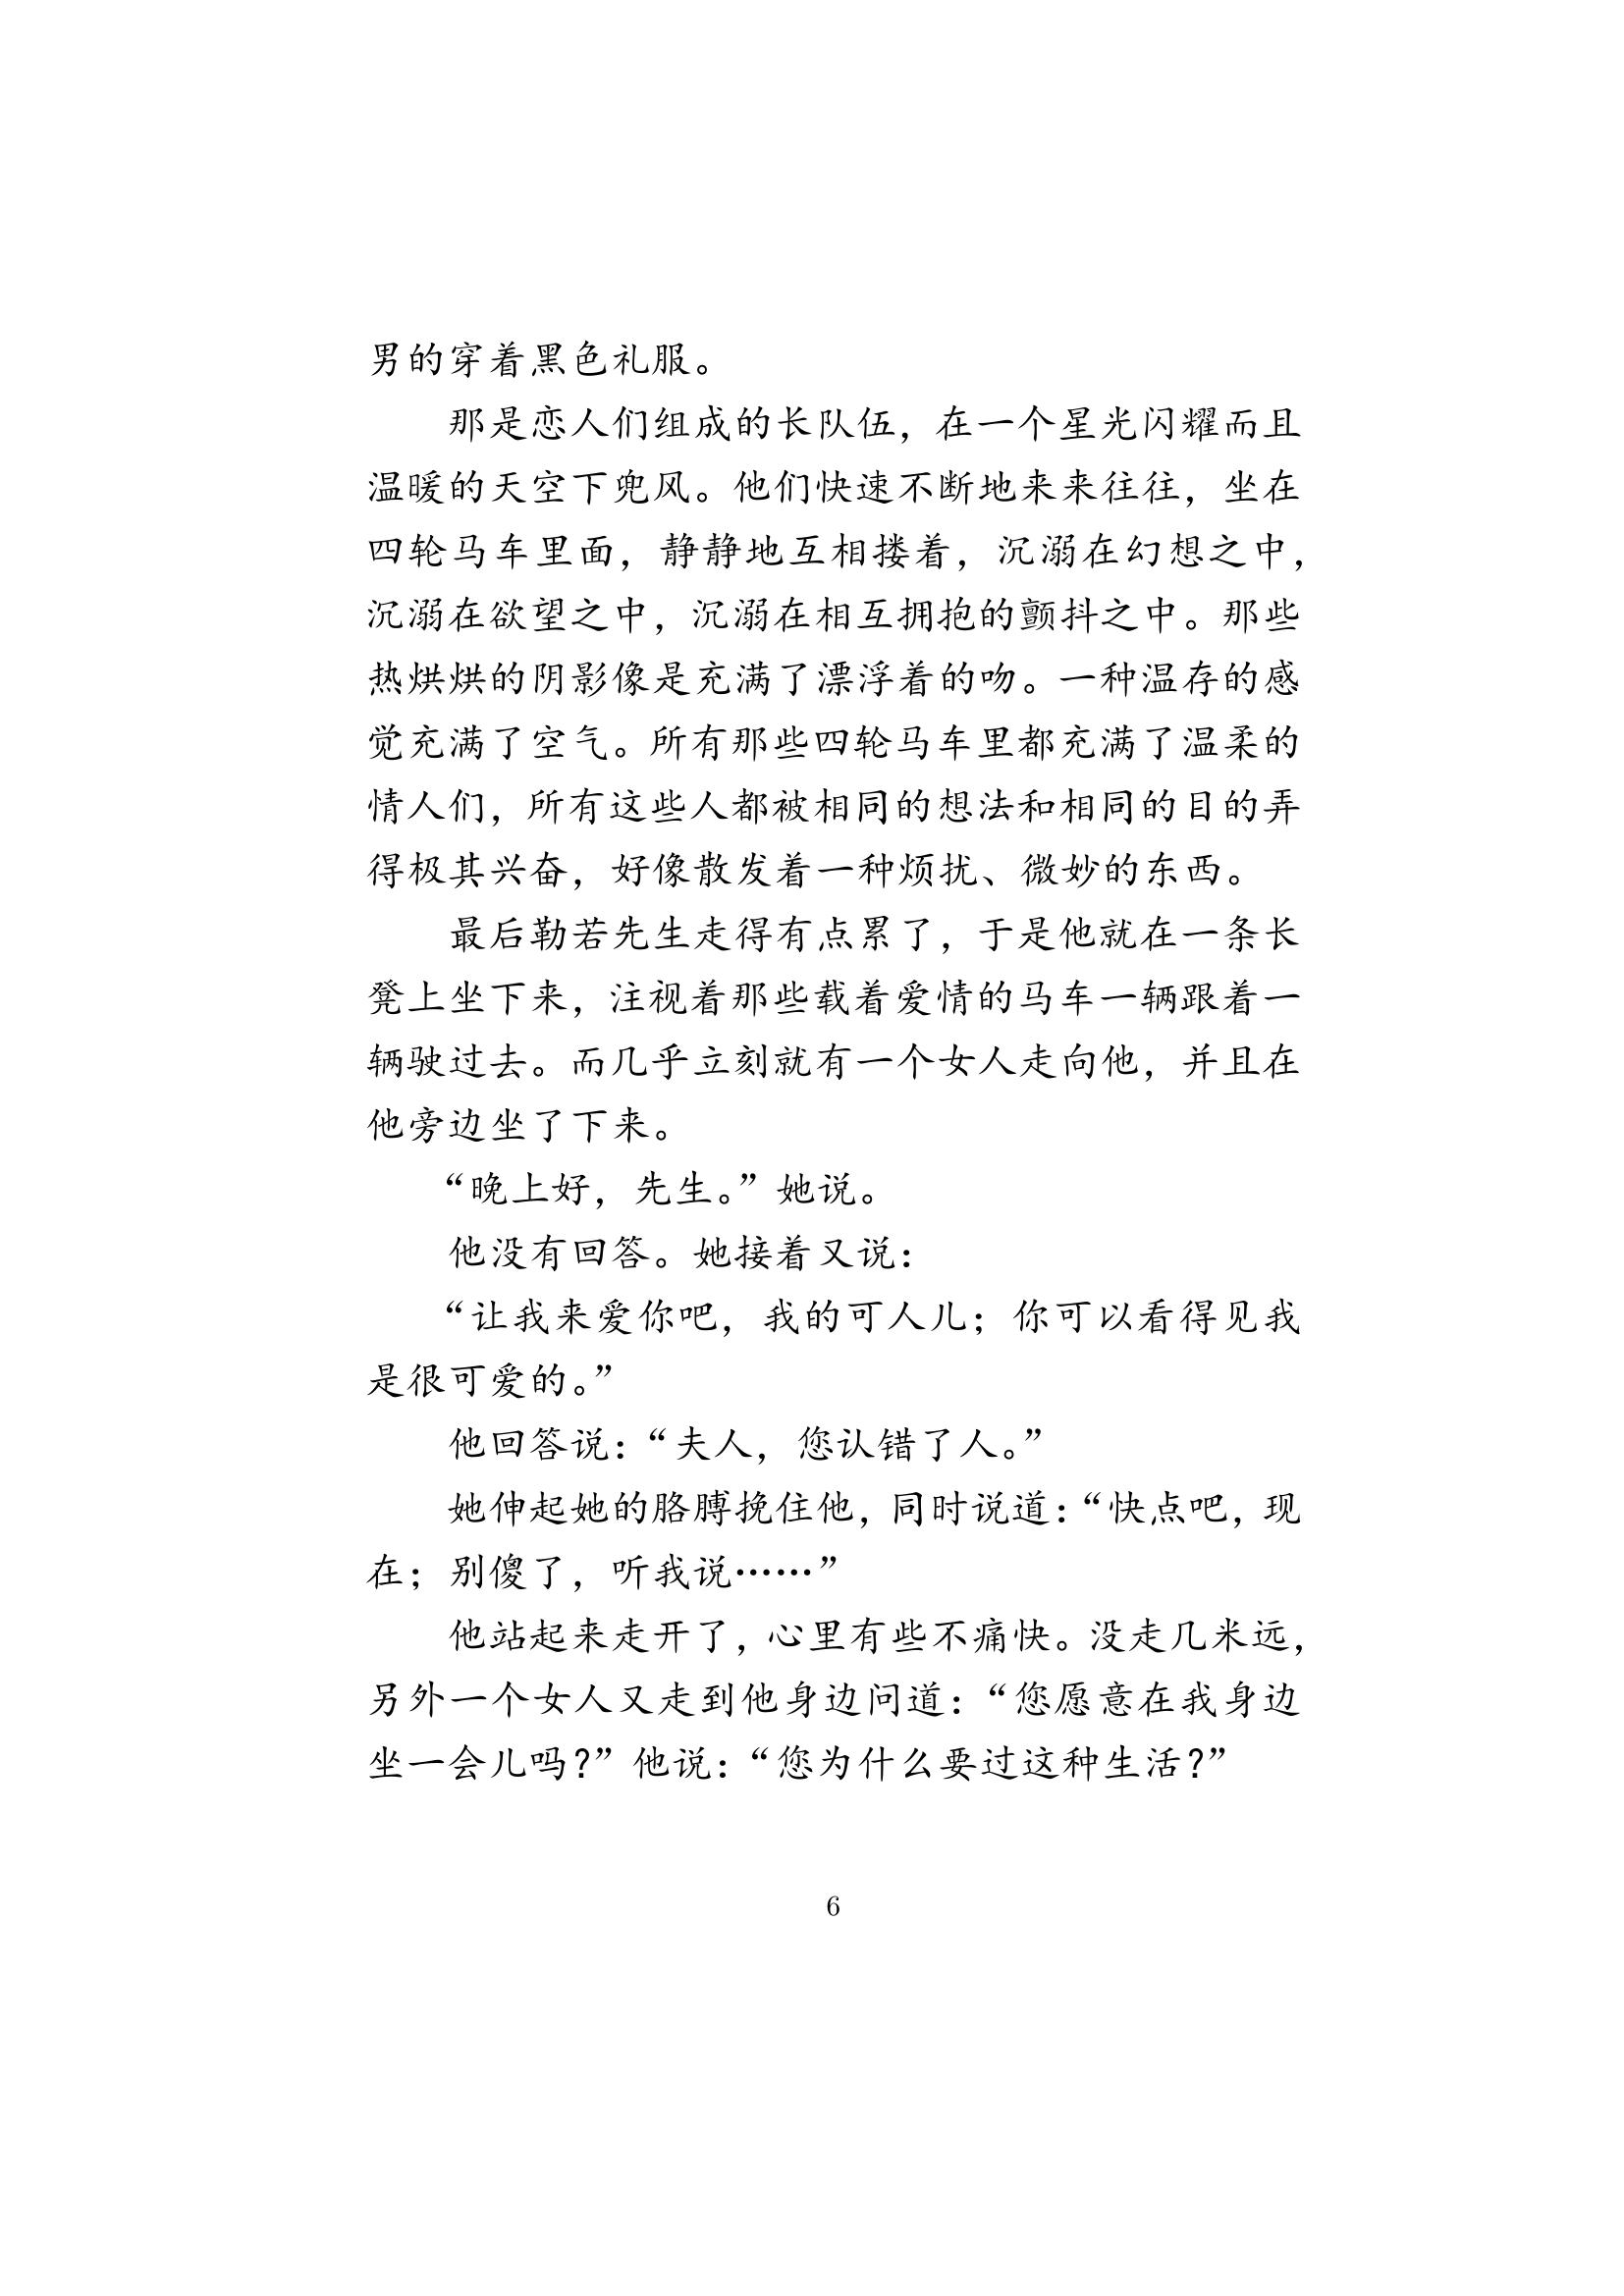 男的穿着黑色礼服。
那是恋人们组成的长队伍，在一个星光闪耀而且
温暖的天空下兜风。他们快速不断地来来往往，坐在
四轮马车里面，静静地互相搂着，沉溺在幻想之中，
沉溺在欲望之中，沉溺在相互拥抱的颤抖之中。那些
热烘烘的阴影像是充满了漂浮着的吻。一种温存的感
觉充满了空气。所有那些四轮马车里都充满了温柔的
情人们，所有这些人都被相同的想法和相同的目的弄
得极其兴奋，好像散发着一种烦扰、微妙的东西。
最后勒若先生走得有点累了，于是他就在一条长
凳上坐下来，注视着那些载着爱情的马车一辆跟着一
辆驶过去。而几乎立刻就有一个女人走向他，并且在
他旁边坐了下来。
“晚上好，先生。”她说。
他没有回答。她接着又说：
“让我来爱你吧，我的可人儿；你可以看得见我
是很可爱的。”
他回答说：“夫人，您认错了人。”
她伸起她的胳膊挽住他，同时说道：“快点吧，现
在；别傻了，听我说……”
他站起来走开了，心里有些不痛快。没走几米远，
另外一个女人又走到他身边问道：“您愿意在我身边
坐一会儿吗？”他说：“您为什么要过这种生活？”
6